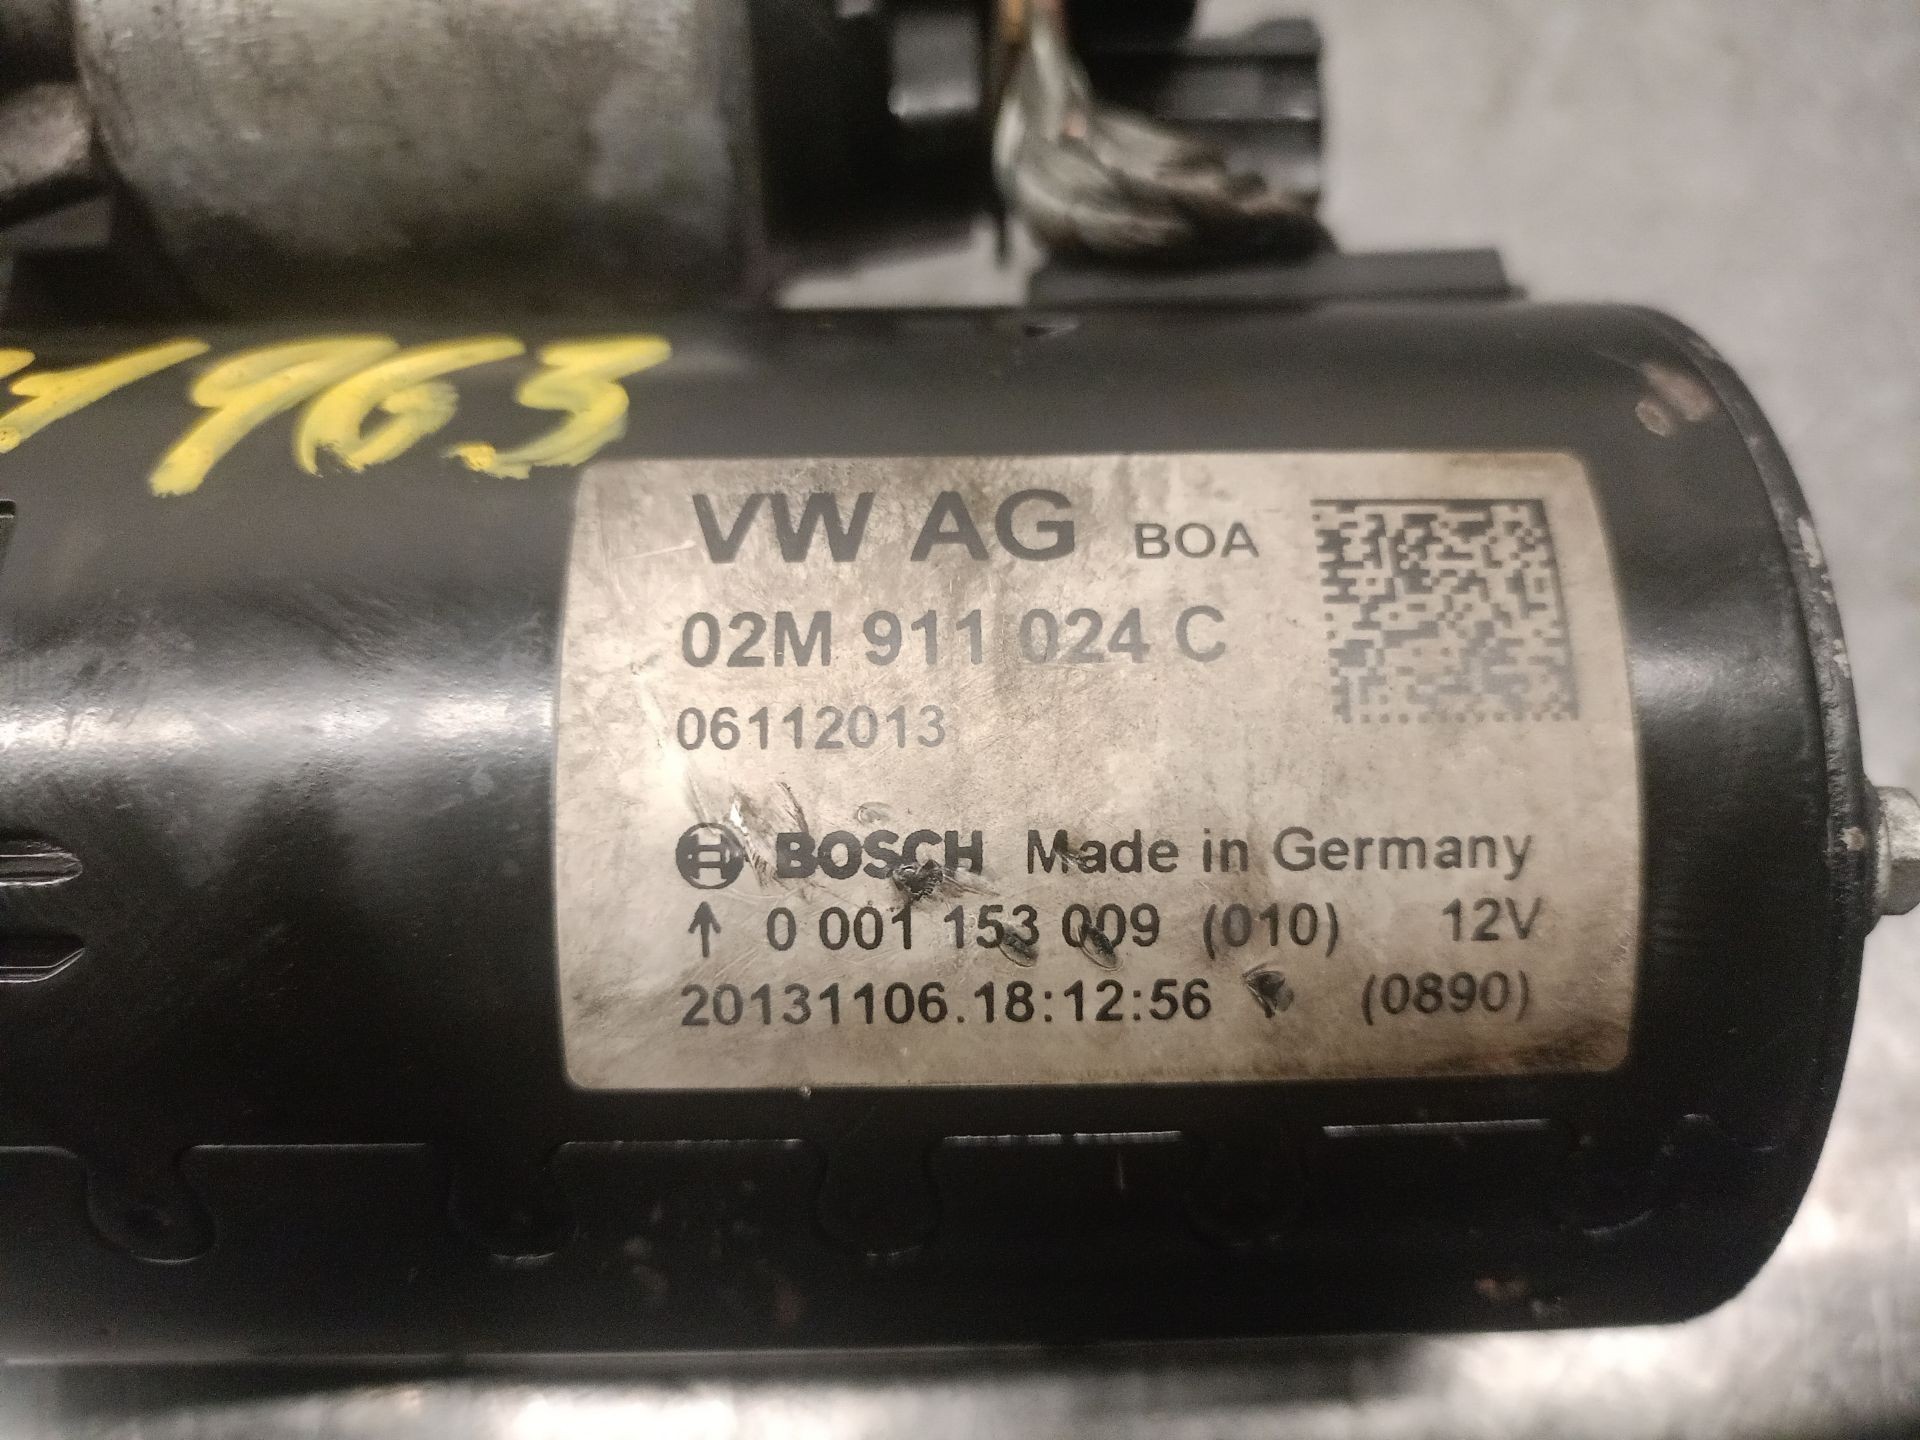 1963
VW AG BOA
02M 911 024 C
06112013
BOSCH Made in Germany
↑ 0 001 153 009 (010) 12V
20131106.18:12:56 (0890)